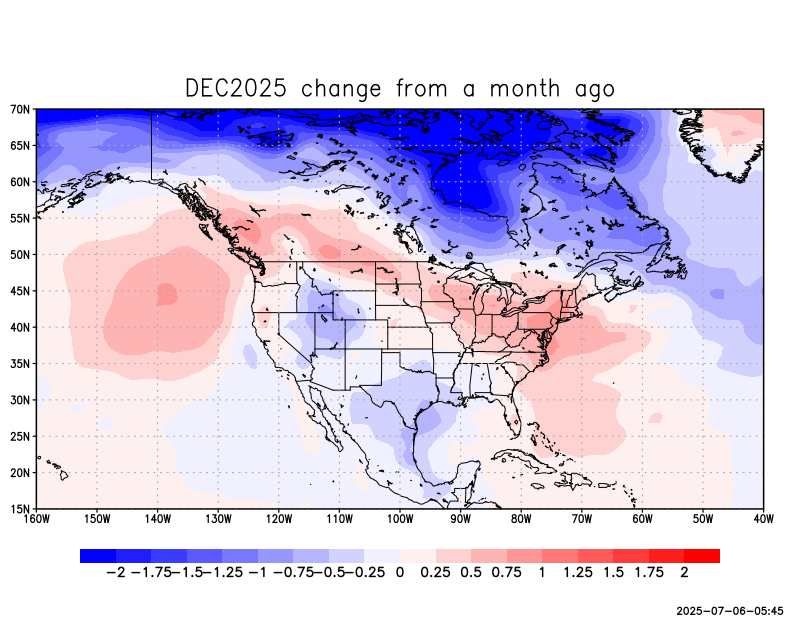 DEC2025 change from a month ago
70N
65N
60N
55N
50N
45N
40N
35N
30N
25N
20N
15N
160W 150W 140W 130W 120W 110W 100W 90W 80W 70W 60W 50W 40W
−2 −1.75 −1.5 −1.25 −1 −0.75 −0.5 −0.25 0 0.25 0.5 0.75 1 1.25 1.5 1.75 2
2025-07-06-05:45